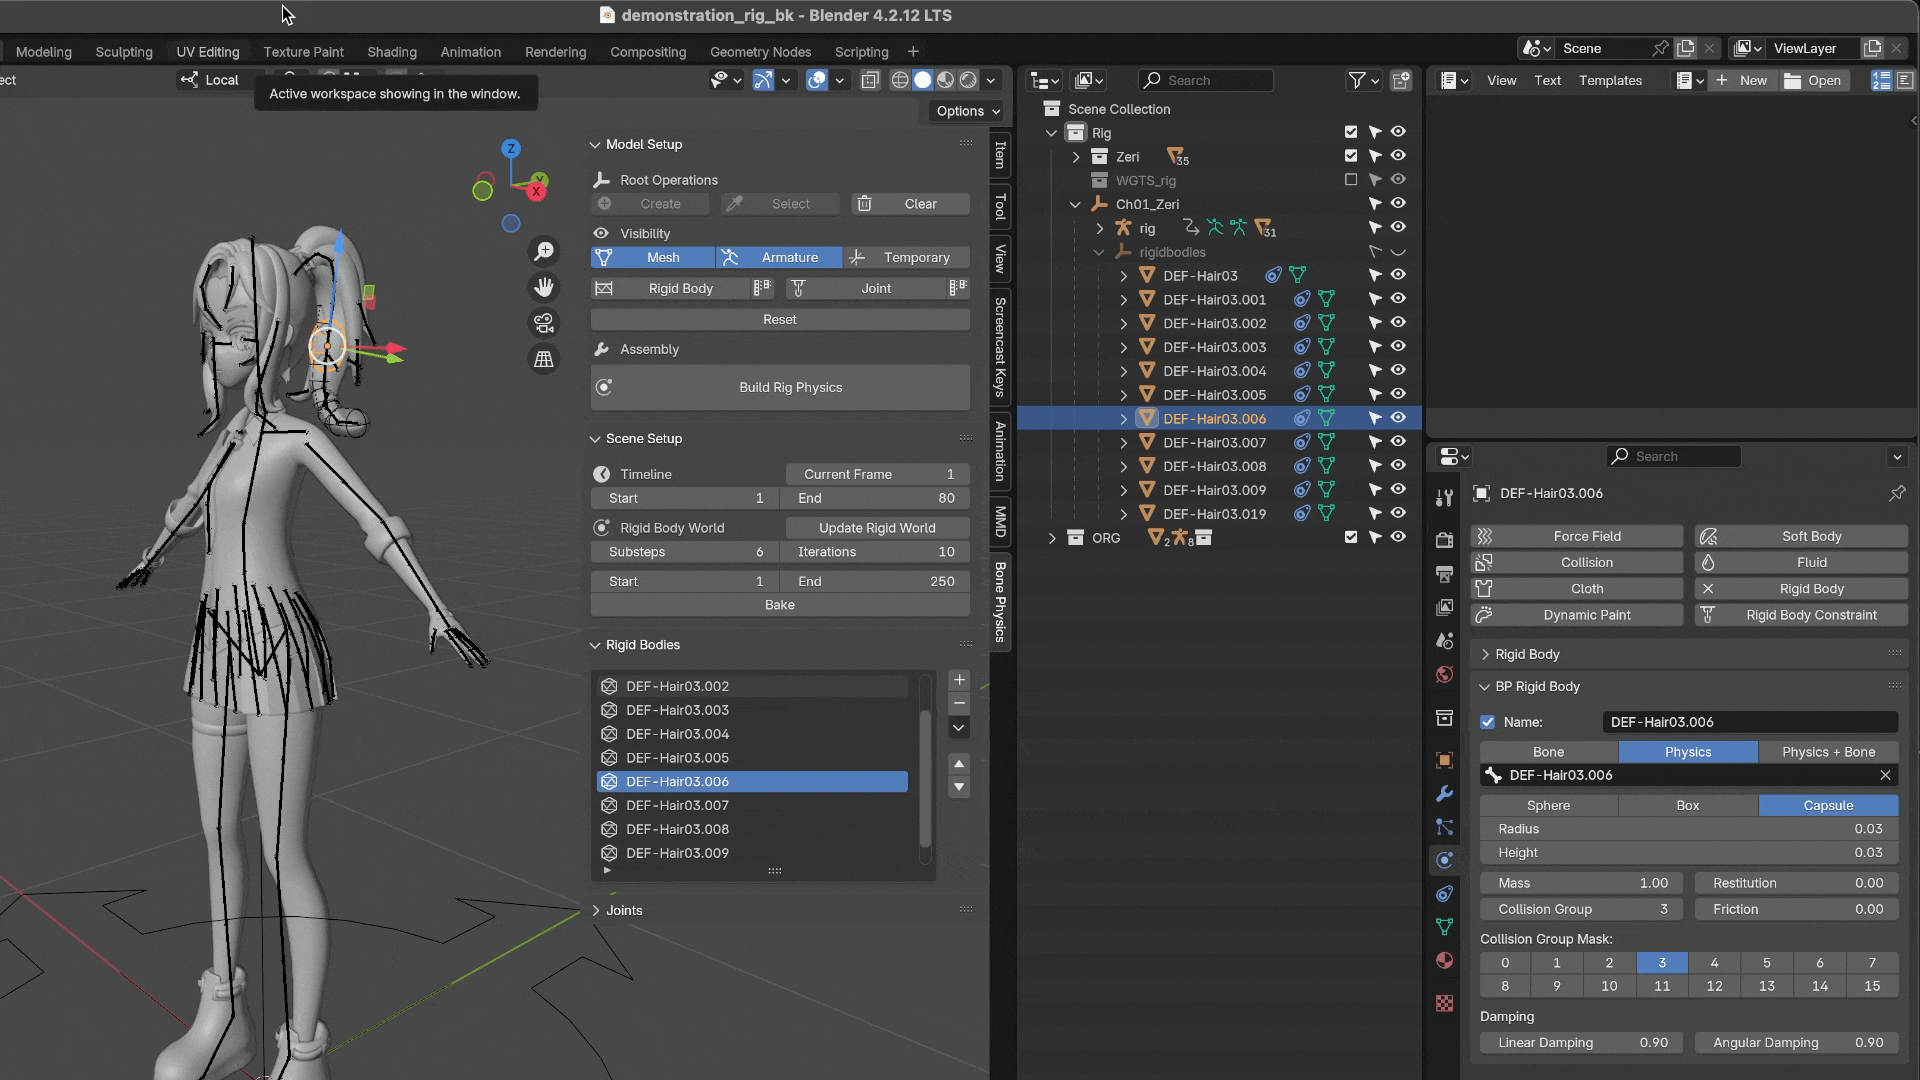 demonstration_rig_bk - Blender 4.2.12 LTS
Modeling Sculpting UV Editing Texture Paint Shading Animation Rendering Compositing Geometry Nodes Scripting +
Scene ViewLayer
ect Local
Active workspace showing in the window.
Options
Search
View Text Templates New Open
Z
Y
X
Model Setup
Root Operations
Create Select Clear
Visibility
Mesh Armature Temporary
Rigid Body Joint
Reset
Assembly
Build Rig Physics
Scene Setup
Timeline Current Frame 1
Start 1 End 80
Rigid Body World Update Rigid World
Substeps 6 Iterations 10
Start 1 End 250
Bake
Rigid Bodies
DEF-Hair03.002
DEF-Hair03.003
DEF-Hair03.004
DEF-Hair03.005
DEF-Hair03.006
DEF-Hair03.007
DEF-Hair03.008
DEF-Hair03.009
Joints
Item
Tool
View
Screencast Keys
Animation
MMD
Bone Physics
Scene Collection
Rig
Zeri 35
WGTS_rig
Ch01_Zeri
rig 31
rigidbodies
DEF-Hair03
DEF-Hair03.001
DEF-Hair03.002
DEF-Hair03.003
DEF-Hair03.004
DEF-Hair03.005
DEF-Hair03.006
DEF-Hair03.007
DEF-Hair03.008
DEF-Hair03.009
DEF-Hair03.019
ORG 2 8
Search
DEF-Hair03.006
Force Field Soft Body
Collision Fluid
Cloth Rigid Body
Dynamic Paint Rigid Body Constraint
Rigid Body
BP Rigid Body
Name: DEF-Hair03.006
Bone Physics Physics + Bone
DEF-Hair03.006
Sphere Box Capsule
Radius 0.03
Height 0.03
Mass 1.00 Restitution 0.00
Collision Group 3 Friction 0.00
Collision Group Mask:
0 1 2 3 4 5 6 7
8 9 10 11 12 13 14 15
Damping
Linear Damping 0.90 Angular Damping 0.90